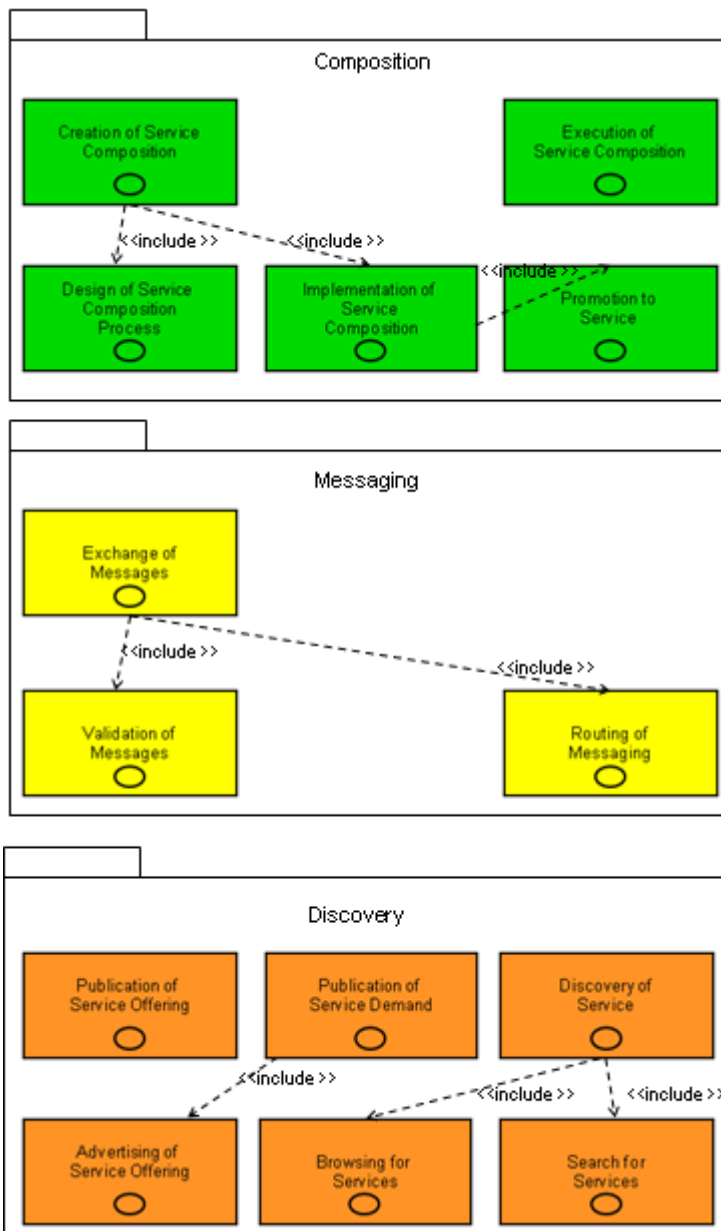 Composition
Creation of Service
Composition
Execution of
Service Composition
<<include >>
<<include >>
<<include >>
Design of Service
Composition
Process
Implementation of
Service
Composition
Promotion to
Service
Messaging
Exchange of
Messages
<<include >>
<<include >>
Validation of
Messages
Routing of
Messaging
Discovery
Publication of
Service Offering
Publication of
Service Demand
Discovery of
Service
<<include >>
<<include >>
<<include >>
Advertising of
Service Offering
Browsing for
Services
Search for
Services